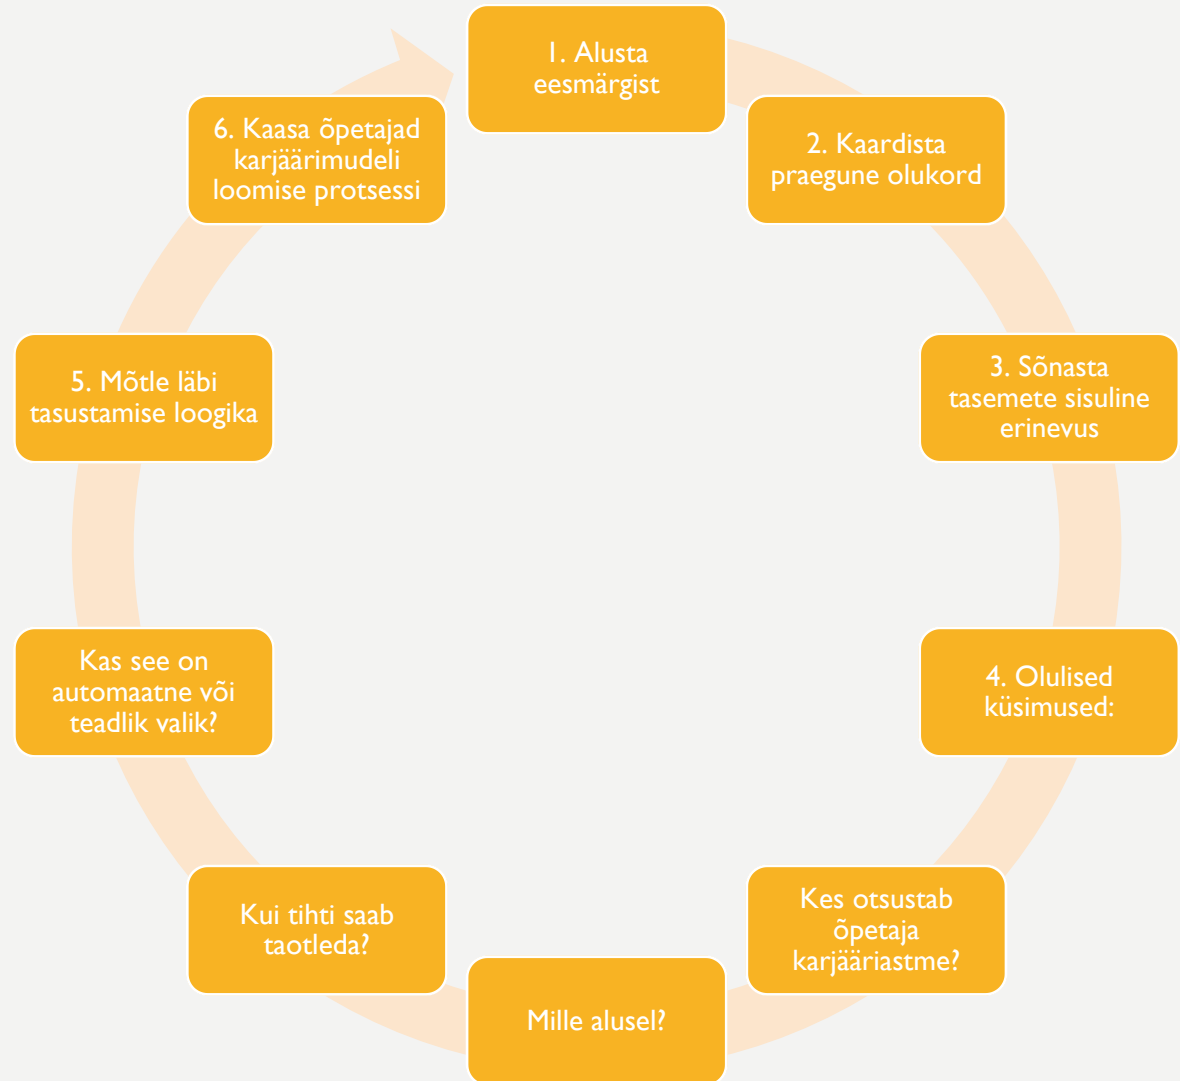 1. Alusta
eesmärgist
2. Kaardista
praegune olukord
3. Sõnasta
tasemete sisuline
erinevus
4. Olulised
küsimused:
Kes otsustab
õpetaja
karjääriastme?
Mille alusel?
Kui tihti saab
taotleda?
Kas see on
automaatne või
teadlik valik?
5. Mõtle läbi
tasustamise loogika
6. Kaasa õpetajad
karjäärimudeli
loomise protsessi